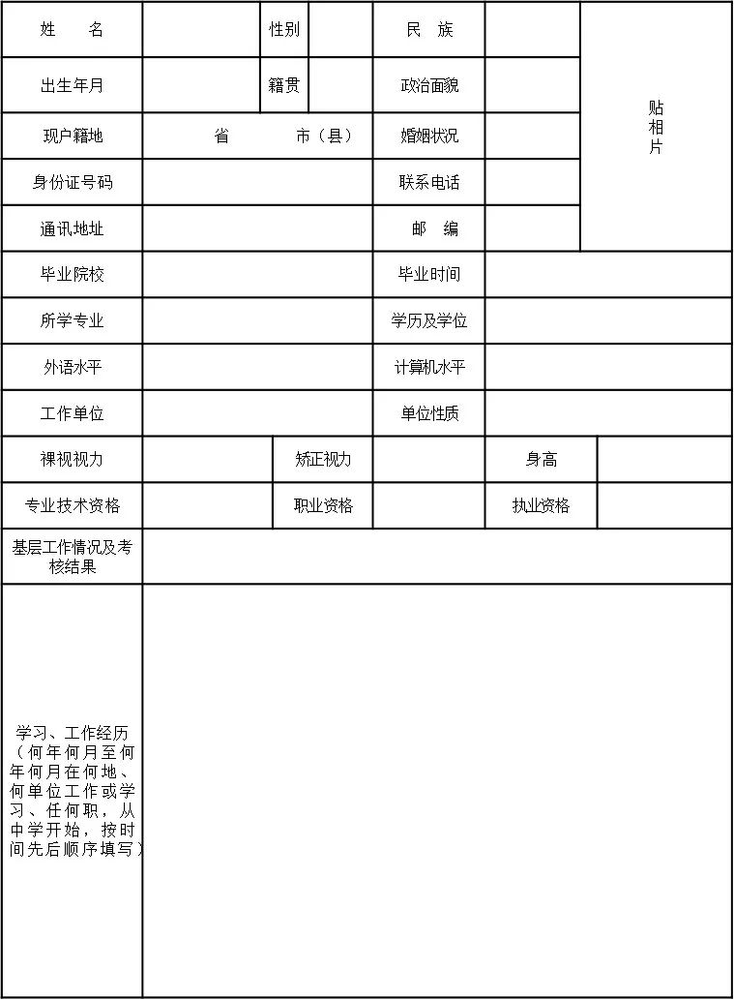 姓 名 性别 民 族
贴
相
片
出生年月 籍贯 政治面貌
现户籍地 省 市（县） 婚姻状况
身份证号码 联系电话
通讯地址 邮 编
毕业院校 毕业时间
所学专业 学历及学位
外语水平 计算机水平
工作单位 单位性质
裸视视力 矫正视力 身高
专业技术资格 职业资格 执业资格
基层工作情况及考
核结果
学习、工作经历
（何年何月至何
年何月在何地、
何单位工作或学
习、任何职，从
中学开始，按时
间先后顺序填写）